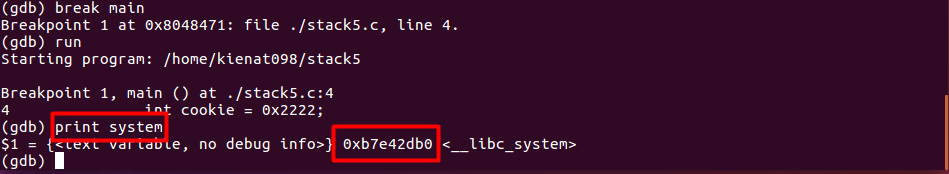 (gdb) break main
Breakpoint 1 at 0x8048471: file ./stack5.c, line 4.
(gdb) run
Starting program: /home/kienat098/stack5

Breakpoint 1, main () at ./stack5.c:4
4               int cookie = 0x2222;
(gdb) print system
$1 = {<text variable, no debug info>} 0xb7e42db0 <__libc_system>
(gdb)